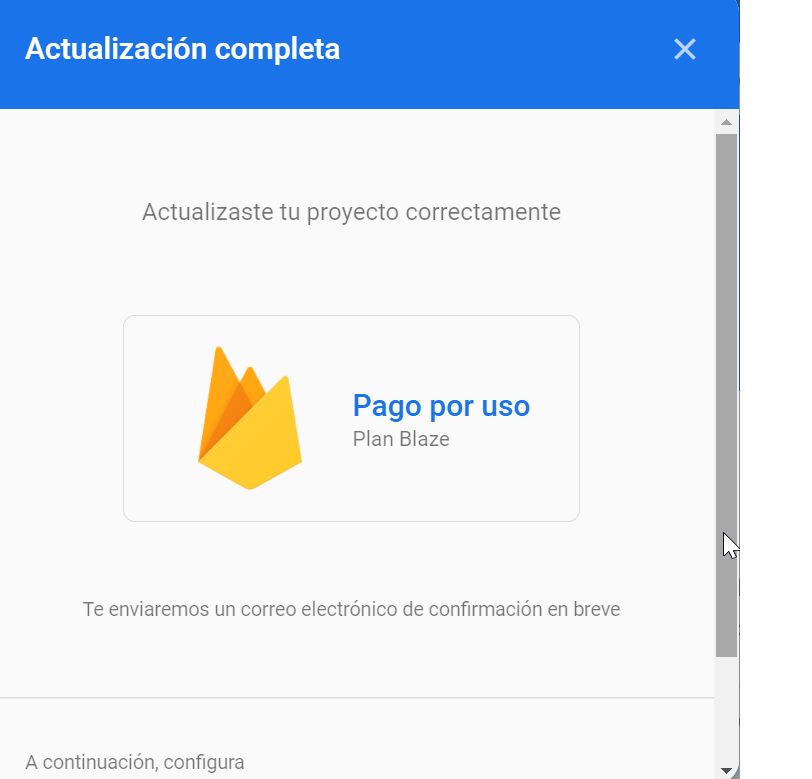 Actualización completa
Actualizaste tu proyecto correctamente
Pago por uso
Plan Blaze
Te enviaremos un correo electrónico de confirmación en breve
A continuación, configura